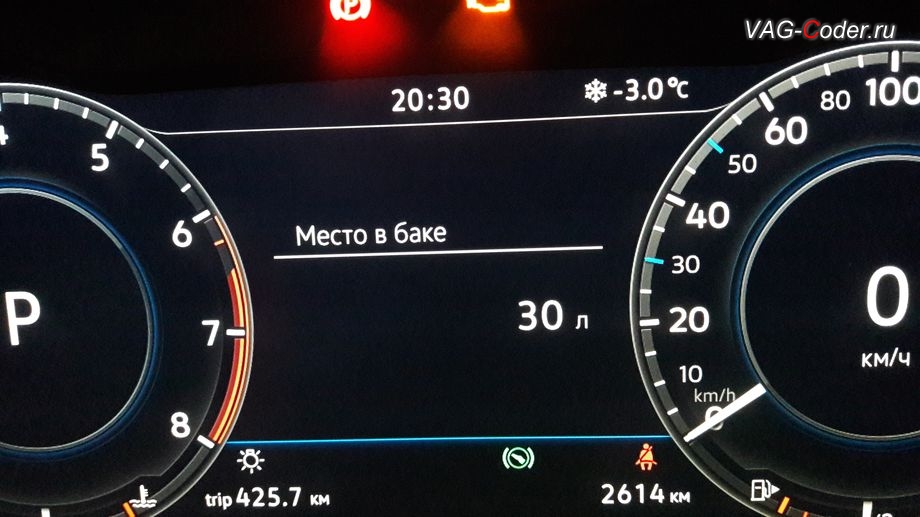 VAG-Coder.ru
20:30
-3.0°C
Место в баке
30 л
P
5
6
7
8
100
80
60
50
40
30
20
10
km/h
0
0
км/ч
trip 425.7 км
2614 км